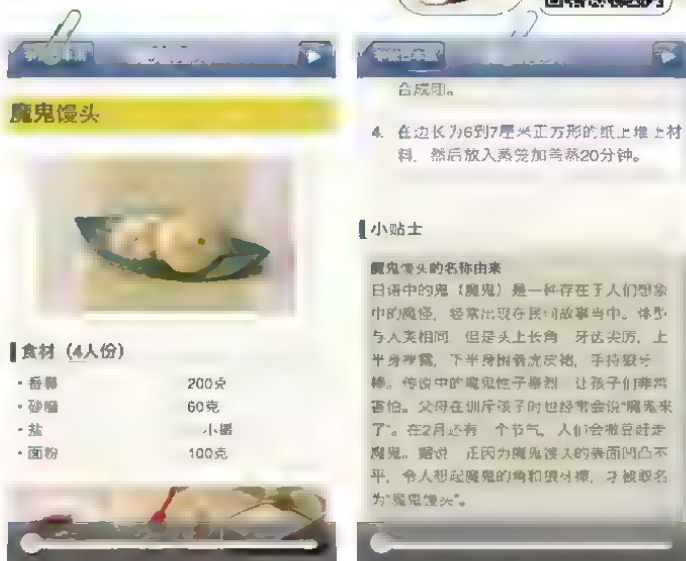 魔鬼馒头
食材（4人份）
・番薯 200克
・砂糖 60克
・盐 小撮
・面粉 100克
合成团。
4. 在边长为6到7厘米正方形的纸上堆上材
料，然后放入蒸笼加盖蒸20分钟。
小贴士
魔鬼馒头的名称由来
日语中的鬼（魔鬼）是一种存在于人们想象
中的魔怪，经常出现在民间故事当中。体型
与人类相同，但是头上长角，牙齿尖厉，上
半身裸露，下半身围着虎皮裙，手持狼牙
棒。传说中的魔鬼性子暴烈，让孩子们非常
害怕。父母在训斥孩子时也经常会说“魔鬼来
了”。在2月还有一个节气，人们会撒豆赶走
魔鬼。据说，正因为魔鬼馒头的表面凹凸不
平，令人想起魔鬼的角和狼牙棒，才被取名
为“魔鬼馒头”。